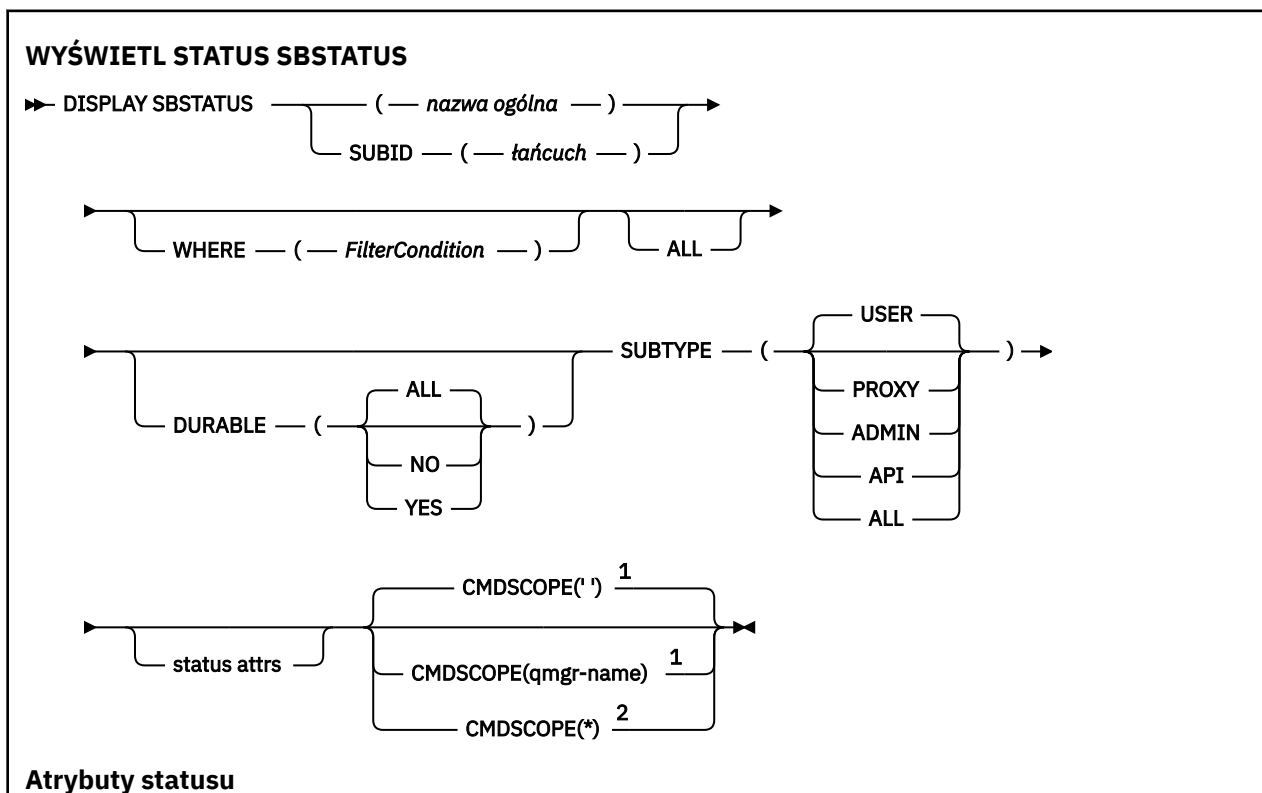 WYŚWIETL STATUS SBSTATUS
DISPLAY SBSTATUS ( nazwa ogólna )
SUBID ( łańcuch )
WHERE ( FilterCondition ) ALL
USER
SUBTYPE ( )
ALL PROXY
DURABLE ( ) ADMIN
NO API
YES ALL
CMDSCOPE(' ') 1
status attrs CMDSCOPE(qmgr-name) 1
CMDSCOPE(*) 2
Atrybuty statusu